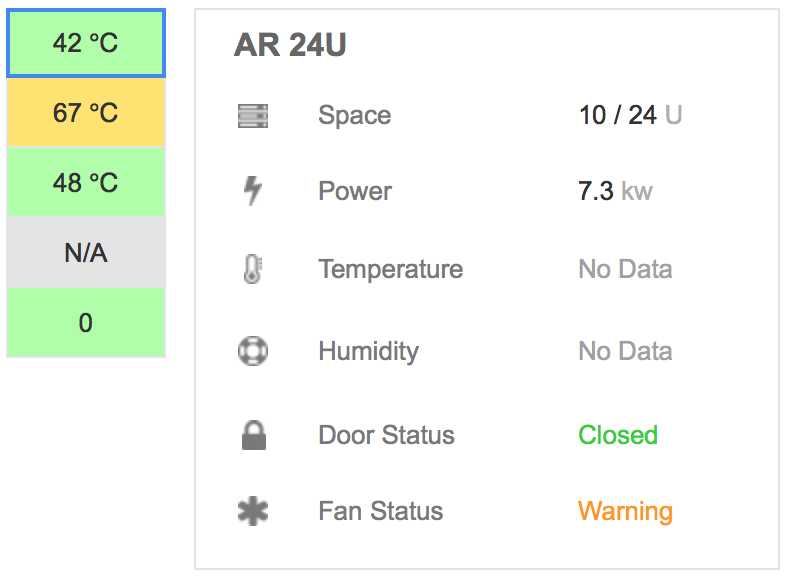 42 °C
67 °C
48 °C
N/A
0
AR 24U
Space 10 / 24 U
Power 7.3 kw
Temperature No Data
Humidity No Data
Door Status Closed
Fan Status Warning